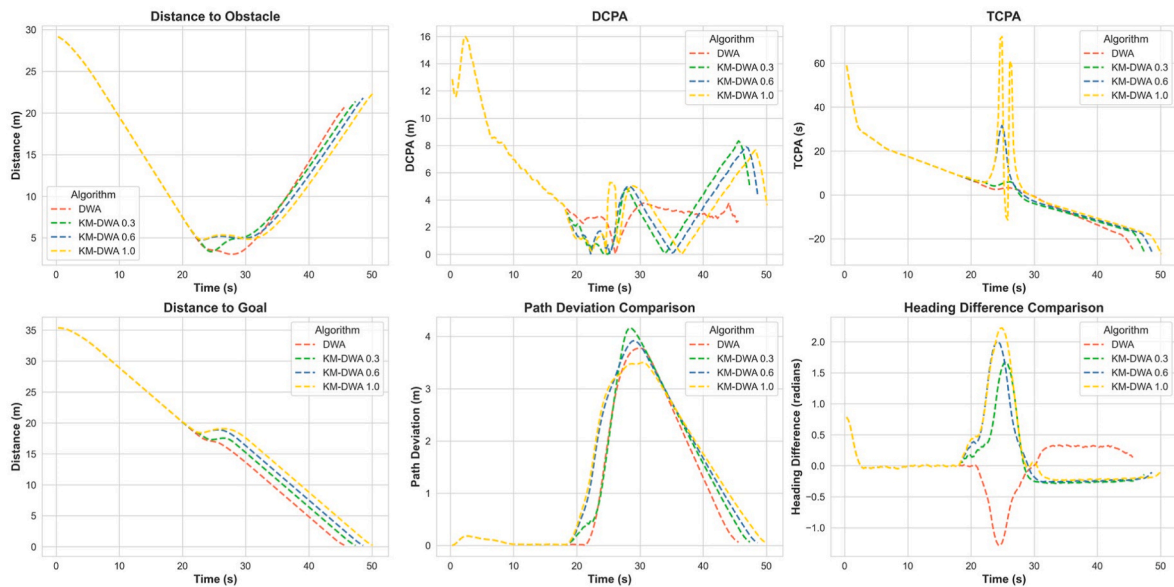 Distance to Obstacle
30
25
20
15
10
5
Distance (m)
Algorithm
DWA
KM-DWA 0.3
KM-DWA 0.6
KM-DWA 1.0
0 10 20 30 40 50
Time (s)
DCPA
16
14
12
10
8
6
4
2
0
DCPA (m)
Algorithm
DWA
KM-DWA 0.3
KM-DWA 0.6
KM-DWA 1.0
0 10 20 30 40 50
Time (s)
TCPA
60
40
20
0
−20
TCPA (s)
Algorithm
DWA
KM-DWA 0.3
KM-DWA 0.6
KM-DWA 1.0
0 10 20 30 40 50
Time (s)
Distance to Goal
35
30
25
20
15
10
5
0
Distance (m)
Algorithm
DWA
KM-DWA 0.3
KM-DWA 0.6
KM-DWA 1.0
0 10 20 30 40 50
Time (s)
Path Deviation Comparison
4
3
2
1
0
Path Deviation (m)
Algorithm
DWA
KM-DWA 0.3
KM-DWA 0.6
KM-DWA 1.0
0 10 20 30 40 50
Time (s)
Heading Difference Comparison
2.0
1.5
1.0
0.5
0.0
−0.5
−1.0
Heading Difference (radians)
Algorithm
DWA
KM-DWA 0.3
KM-DWA 0.6
KM-DWA 1.0
0 10 20 30 40 50
Time (s)